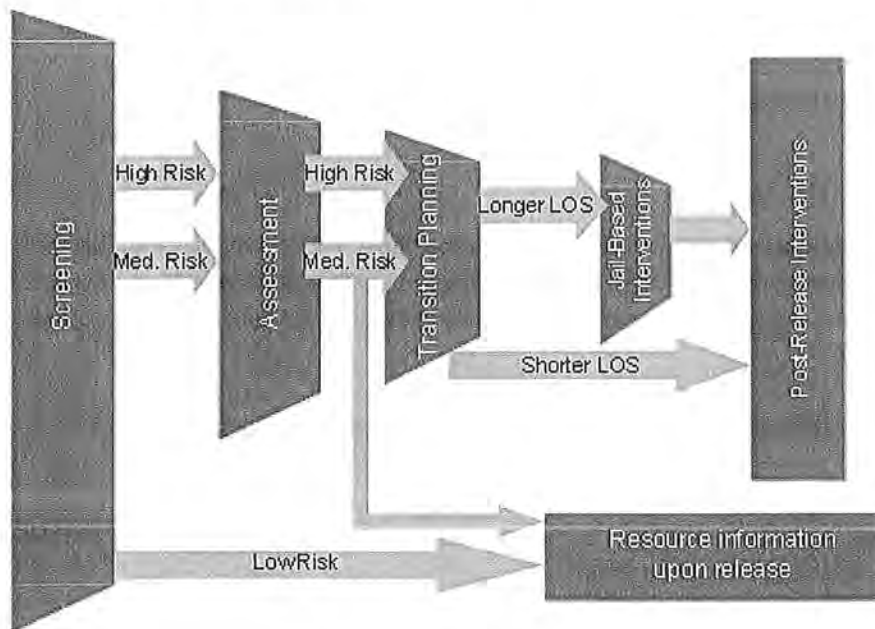 Screening
High Risk
Med. Risk
Assessment
High Risk
Med. Risk
Transition Planning
Longer LOS
Shorter LOS
Jail-Based
Interventions
Post-Release Interventions
LowRisk
Resource information
upon release